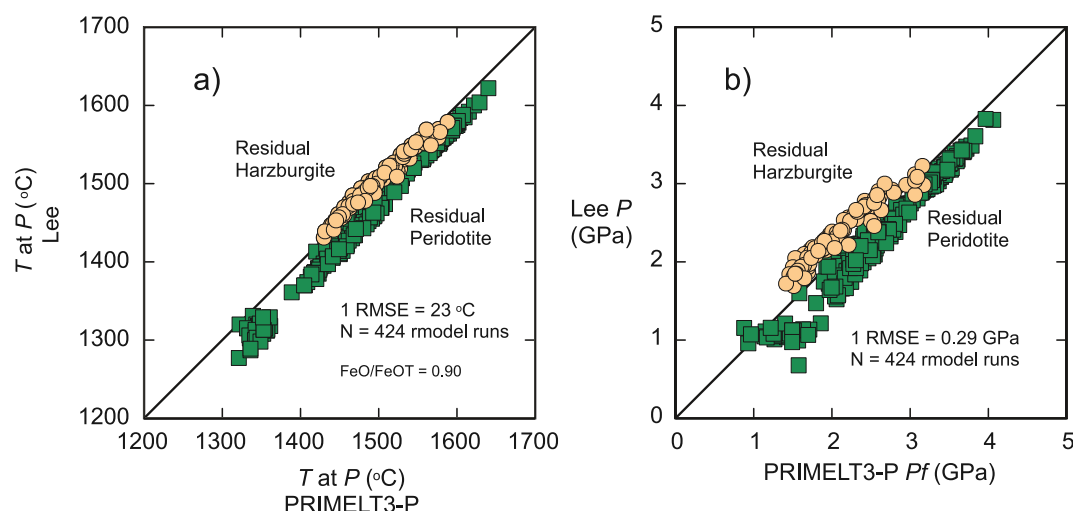 1700
1600
1500
1400
1300
1200
T at P (°C)
Lee
a)
Residual
Harzburgite
Residual
Peridotite
1 RMSE = 23 °C
N = 424 rmodel runs
FeO/FeOT = 0.90
1200 1300 1400 1500 1600 1700
T at P (°C)
PRIMELT3-P
5
4
3
2
1
0
Lee P
(GPa)
b)
Residual
Harzburgite
Residual
Peridotite
1 RMSE = 0.29 GPa
N = 424 rmodel runs
0 1 2 3 4 5
PRIMELT3-P Pf (GPa)